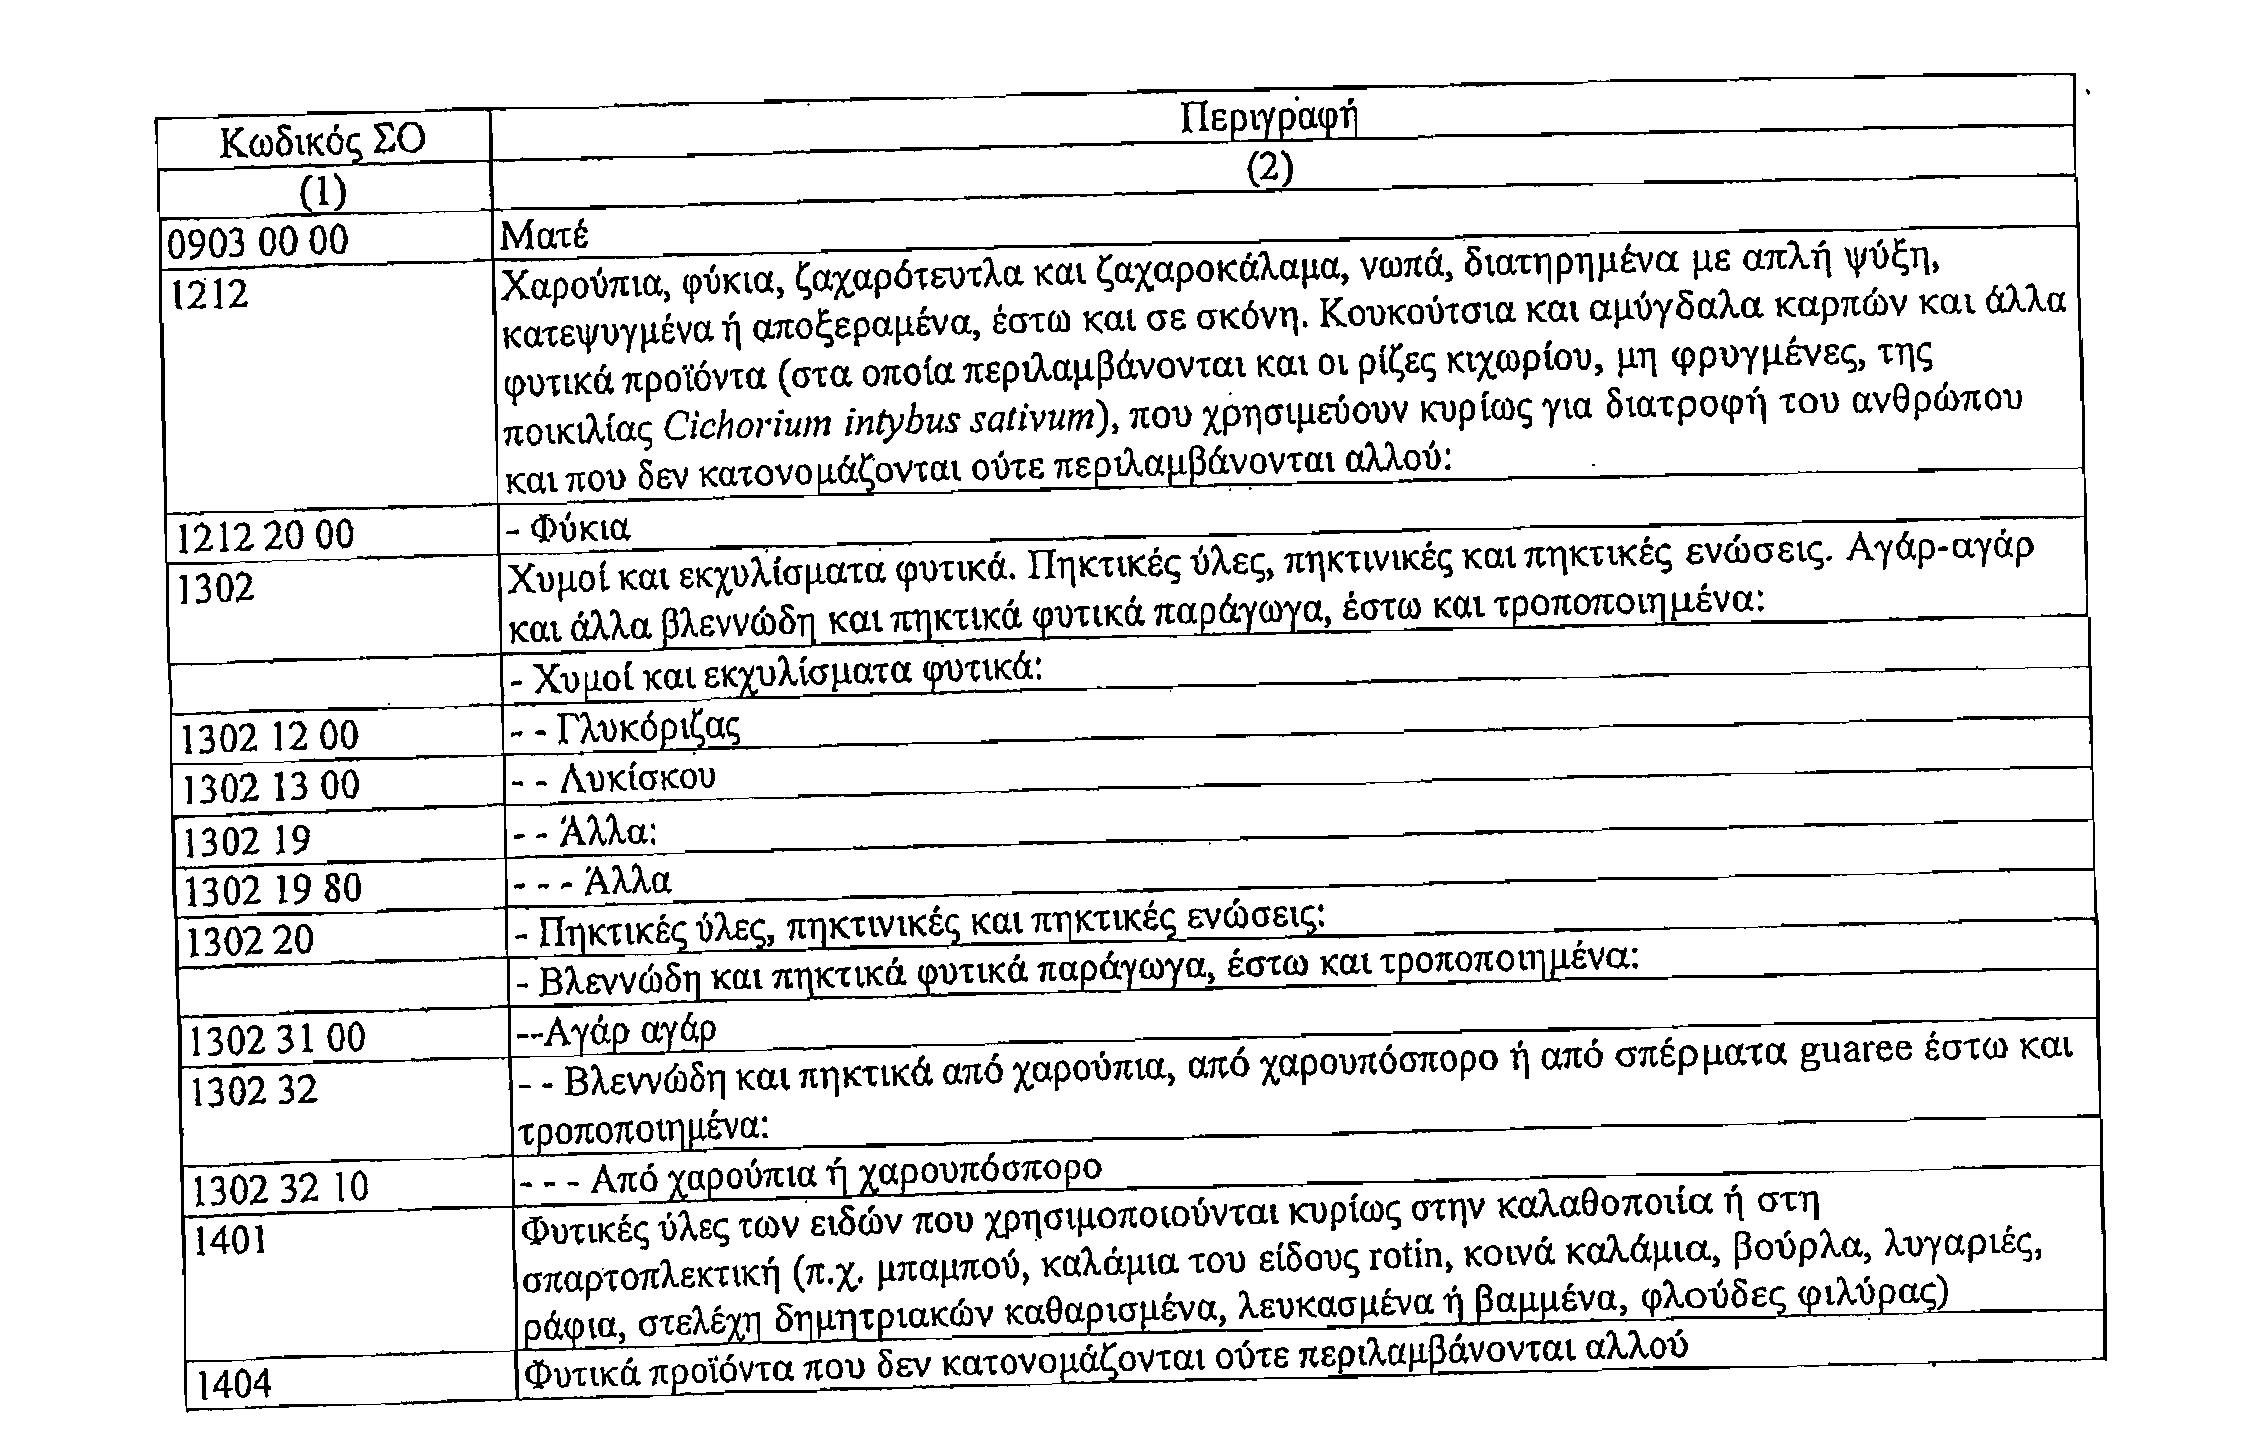 Κωδικός ΣΟ Περιγραφή
(1) (2)
0903 00 00 Ματέ
1212 Χαρούπια, φύκια, ζαχαρότευτλα και ζαχαροκάλαμα, νωπά, διατηρημένα με απλή ψύξη,
κατεψυγμένα ή αποξεραμένα, έστω και σε σκόνη. Κουκούτσια και αμύγδαλα καρπών και άλλα
φυτικά προϊόντα (στα οποία περιλαμβάνονται και οι ρίζες κιχωρίου, μη φρυγμένες, της
ποικιλίας Cichorium intybus sativum), που χρησιμεύουν κυρίως για διατροφή του ανθρώπου
και που δεν κατονομάζονται ούτε περιλαμβάνονται αλλού:
1212 20 00 - Φύκια
1302 Χυμοί και εκχυλίσματα φυτικά. Πηκτικές ύλες, πηκτινικές και πηκτικές ενώσεις. Αγάρ-αγάρ
και άλλα βλεννώδη και πηκτικά φυτικά παράγωγα, έστω και τροποποιημένα:
- Χυμοί και εκχυλίσματα φυτικά:
1302 12 00 - - Γλυκόριζας
1302 13 00 - - Λυκίσκου
1302 19 - - Άλλα:
1302 19 80 - - - Άλλα
1302 20 - Πηκτικές ύλες, πηκτινικές και πηκτικές ενώσεις:
- Βλεννώδη και πηκτικά φυτικά παράγωγα, έστω και τροποποιημένα:
1302 31 00 --Αγάρ αγάρ
1302 32 - - Βλεννώδη και πηκτικά από χαρούπια, από χαρουπόσπορο ή από σπέρματα guaree έστω και
τροποποιημένα:
1302 32 10 - - - Από χαρούπια ή χαρουπόσπορο
1401 Φυτικές ύλες των ειδών που χρησιμοποιούνται κυρίως στην καλαθοποιία ή στη
σπαρτοπλεκτική (π.χ. μπαμπού, καλάμια του είδους rotin, κοινά καλάμια, βούρλα, λυγαριές,
ράφια, στελέχη δημητριακών καθαρισμένα, λευκασμένα ή βαμμένα, φλούδες φιλύρας)
1404 Φυτικά προϊόντα που δεν κατονομάζονται ούτε περιλαμβάνονται αλλού